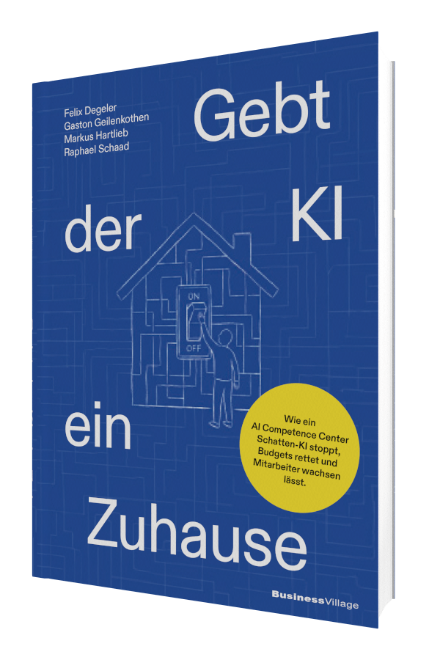 Felix Degeler
Gaston Geilenkothen
Markus Hartlieb
Raphael Schaad
Gebt
der KI
ein
Zuhause
ON
OFF
Wie ein
AI Competence Center
Schatten-KI stoppt,
Budgets rettet und
Mitarbeiter wachsen
lässt.
BusinessVillage